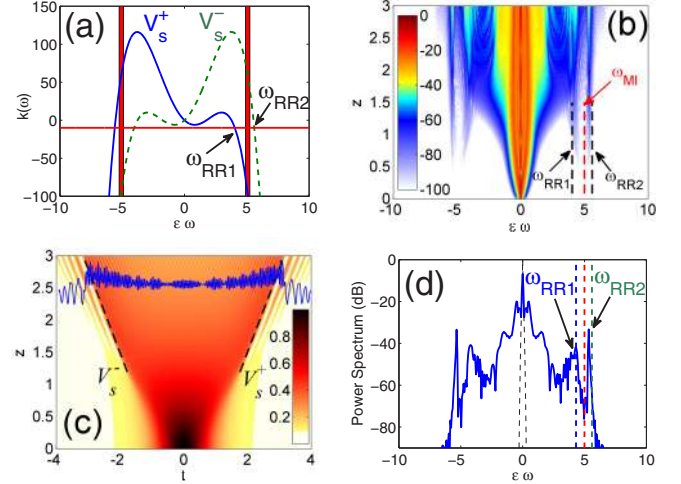 (a)
V_s^+
V_s^-
ω_RR2
ω_RR1
k(ω)
150
100
50
0
−50
−100
−10
−5
0
5
10
ε ω
(b)
ω_MI
ω_RR1
ω_RR2
z
3
2.5
2
1.5
1
0.5
0
0
-20
-40
-60
-80
-100
−10
−5
0
5
10
ε ω
(c)
V_s^-
V_s^+
z
3
2.5
2
1.5
1
0.5
0
0.8
0.6
0.4
0.2
−4
−2
0
2
4
t
(d)
ω_RR1
ω_RR2
Power Spectrum (dB)
0
−20
−40
−60
−80
−10
−5
0
5
10
ε ω